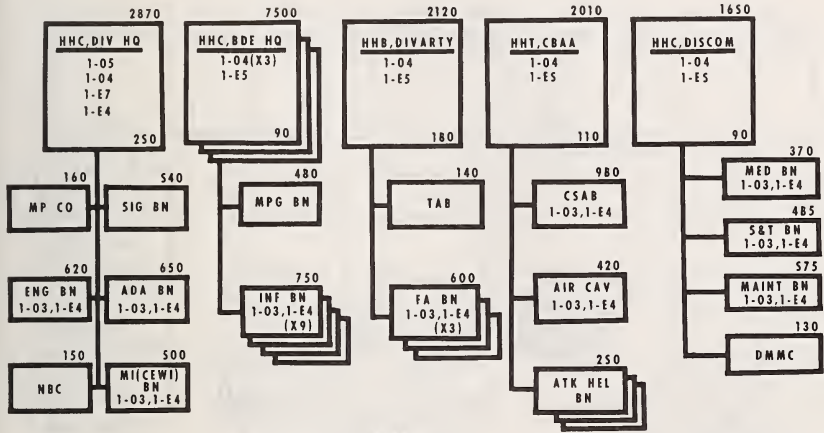 2870
HHC,DIV HQ
1-05
1-04
1-E7
1-E4
250
160
MP CO
540
SIG BN
620
ENG BN
1-03,1-E4
650
ADA BN
1-03,1-E4
150
NBC
500
MI(CEWI)
BN
1-03,1-E4
7500
HHC,BDE HQ
1-04(X3)
1-E5
90
480
MPG BN
750
INF BN
1-03,1-E4
(X9)
2120
HHB,DIVARTY
1-04
1-E5
180
140
TAB
600
FA BN
1-03,1-E4
(X3)
2010
HHT,CBAA
1-04
1-E5
110
980
CSAB
1-03,1-E4
420
AIR CAV
1-03,1-E4
250
ATK HEL
BN
1650
HHC,DISCOM
1-04
1-E5
90
370
MED BN
1-03,1-E4
485
S&T BN
1-03,1-E4
575
MAINT BN
1-03,1-E4
130
DMMC